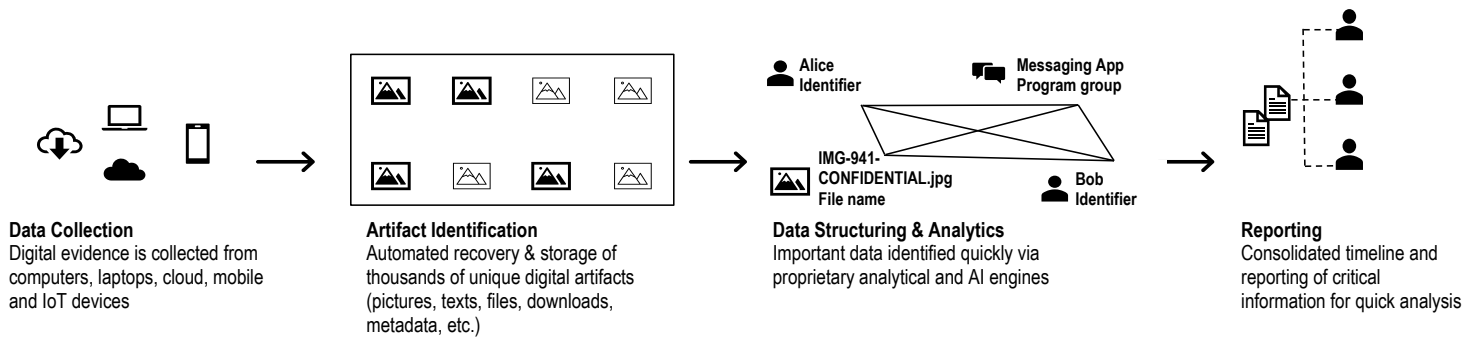 Alice
Identifier
Messaging App
Program group
IMG-941-
CONFIDENTIAL.jpg
File name
Bob
Identifier
Data Collection
Digital evidence is collected from
computers, laptops, cloud, mobile
and IoT devices
Artifact Identification
Automated recovery & storage of
thousands of unique digital artifacts
(pictures, texts, files, downloads,
metadata, etc.)
Data Structuring & Analytics
Important data identified quickly via
proprietary analytical and AI engines
Reporting
Consolidated timeline and
reporting of critical
information for quick analysis